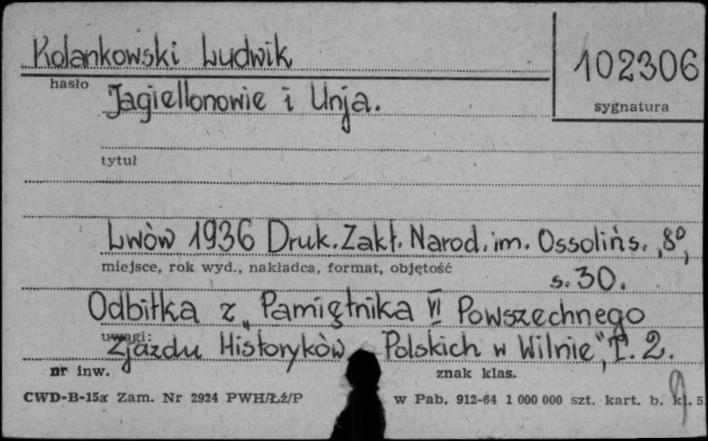 Kolankowski Ludwik
102306
hasło
sygnatura
Jagiellonowie i Unja.
tytuł
Lwów 1936 Druk. Zakł. Narod. im. Ossolińs. , 8°,
miejsce, rok wyd., nakładca, format, objętość
s. 30.
Odbitka z „Pamiętnika VI Powszechnego
uwagi:
Zjazdu Historyków Polskich w Wilnie", T. 2.
nr inw.
znak klas.
CWD-B-15x Zam. Nr 2924 PWH/Łź/P
w Pab. 912-64 1 000 000 szt. kart. b. kl. 5